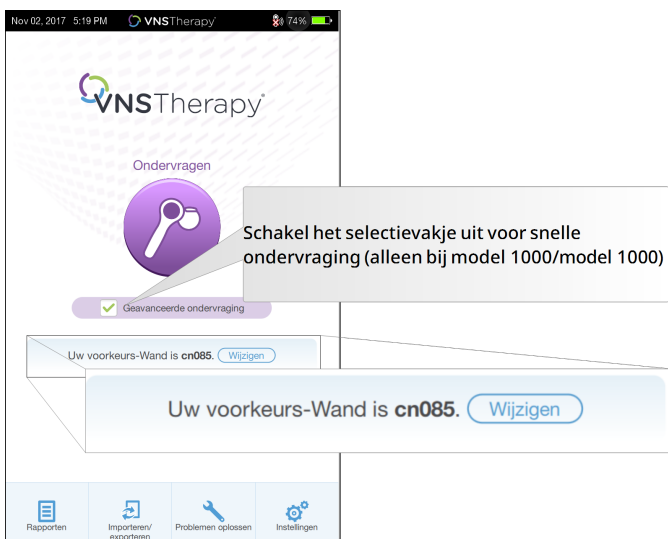 Nov 02, 2017 5:19 PM VNSTherapy 74%
VNSTherapy
Ondervragen
Schakel het selectievakje uit voor snelle
ondervraging (alleen bij model 1000/model 1000)
Geavanceerde ondervraging
Uw voorkeurs-Wand is cn085. Wijzigen
Uw voorkeurs-Wand is cn085. Wijzigen
Rapporten
Importeren/
exporteren
Problemen oplossen
Instellingen